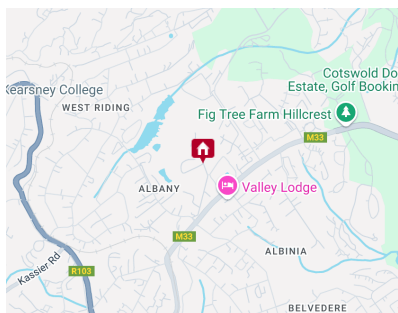 Cotswold Do
Estate, Golf Bookin
Kearsney College
WEST RIDING
Fig Tree Farm Hillcrest
M33
Valley Lodge
ALBANY
M33
ALBINIA
Kassier Rd
R103
BELVEDERE